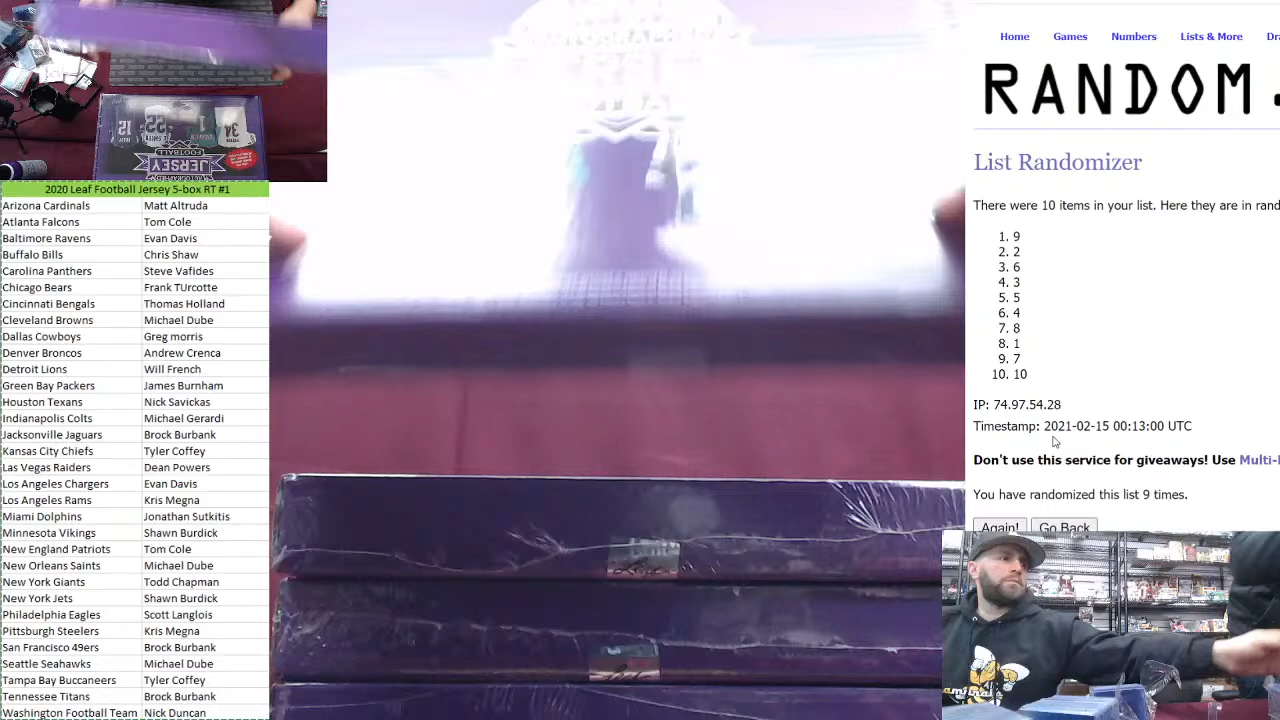 2020 Leaf Football Jersey 5-box RT #1
Arizona Cardinals Matt Altruda
Atlanta Falcons Tom Cole
Baltimore Ravens Evan Davis
Buffalo Bills Chris Shaw
Carolina Panthers Steve Vafides
Chicago Bears Frank TUrcotte
Cincinnati Bengals Thomas Holland
Cleveland Browns Michael Dube
Dallas Cowboys Greg morris
Denver Broncos Andrew Crenca
Detroit Lions Will French
Green Bay Packers James Burnham
Houston Texans Nick Savickas
Indianapolis Colts Michael Gerardi
Jacksonville Jaguars Brock Burbank
Kansas City Chiefs Tyler Coffey
Las Vegas Raiders Dean Powers
Los Angeles Chargers Evan Davis
Los Angeles Rams Kris Megna
Miami Dolphins Jonathan Sutkitis
Minnesota Vikings Shawn Burdick
New England Patriots Tom Cole
New Orleans Saints Michael Dube
New York Giants Todd Chapman
New York Jets Shawn Burdick
Philadelphia Eagles Scott Langlois
Pittsburgh Steelers Kris Megna
San Francisco 49ers Brock Burbank
Seattle Seahawks Michael Dube
Tampa Bay Buccaneers Tyler Coffey
Tennessee Titans Brock Burbank
Washington Football Team Nick Duncan
JERSEY
FOOTBALL
34
22
1
12
Leaf
Home Games Numbers Lists & More Dra
RANDOM.
List Randomizer
There were 10 items in your list. Here they are in rand
1. 9
2. 2
3. 6
4. 3
5. 5
6. 4
7. 8
8. 1
9. 7
10. 10
IP: 74.97.54.28
Timestamp: 2021-02-15 00:13:00 UTC
Don't use this service for giveaways! Use Multi-
You have randomized this list 9 times.
Again! Go Back